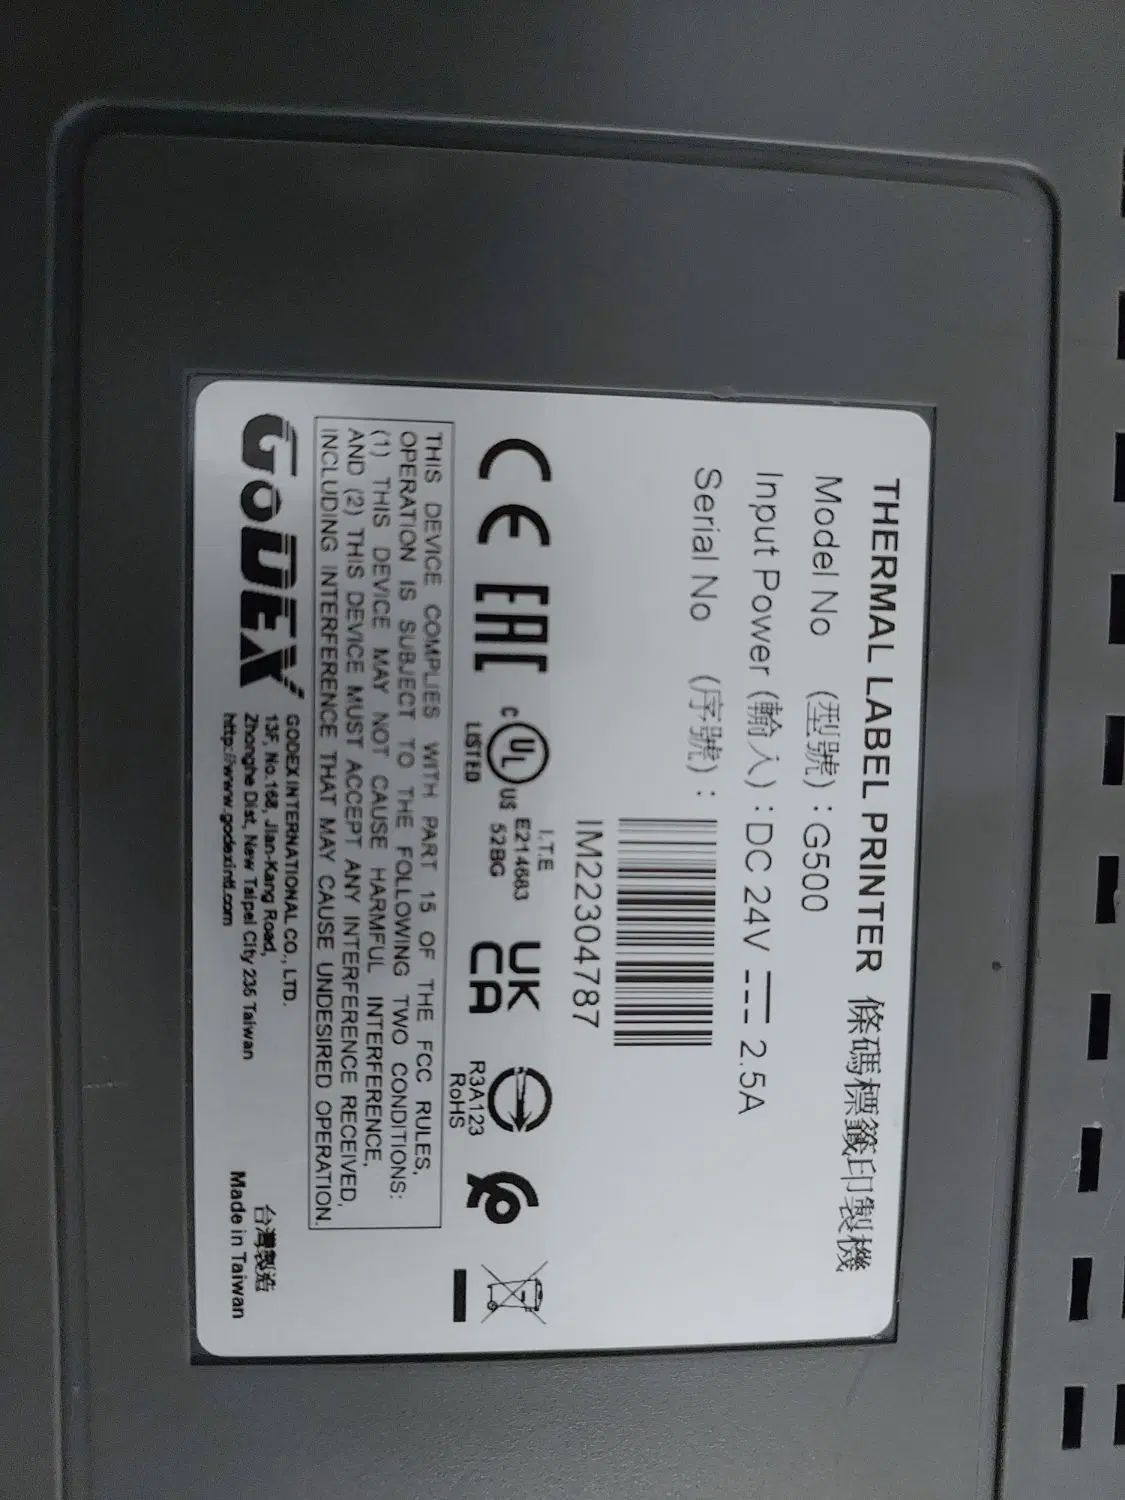 THERMAL LABEL PRINTER 條碼標籤印製機
Model No (型號) : G500
Input Power (輸入) : DC 24V ⎓ 2.5A
Serial No (序號) :
IM22304787
CE EAC c UL US LISTED
I.T.E
E214683
52BG
UK
CA
R3A123
RoHS
THIS DEVICE COMPLIES WITH PART 15 OF THE FCC RULES,
OPERATION IS SUBJECT TO THE FOLLOWING TWO CONDITIONS:
(1) THIS DEVICE MAY NOT CAUSE HARMFUL INTERFERENCE,
AND (2) THIS DEVICE MUST ACCEPT ANY INTERFERENCE RECEIVED,
INCLUDING INTERFERENCE THAT MAY CAUSE UNDESIRED OPERATION.
GODEX
GODEX INTERNATIONAL CO., LTD.
13F, No.168, Jian-Kang Road,
Zhonghe Dist, New Taipei City 235 Taiwan
http://www.godexintl.com
台灣製造
Made in Taiwan